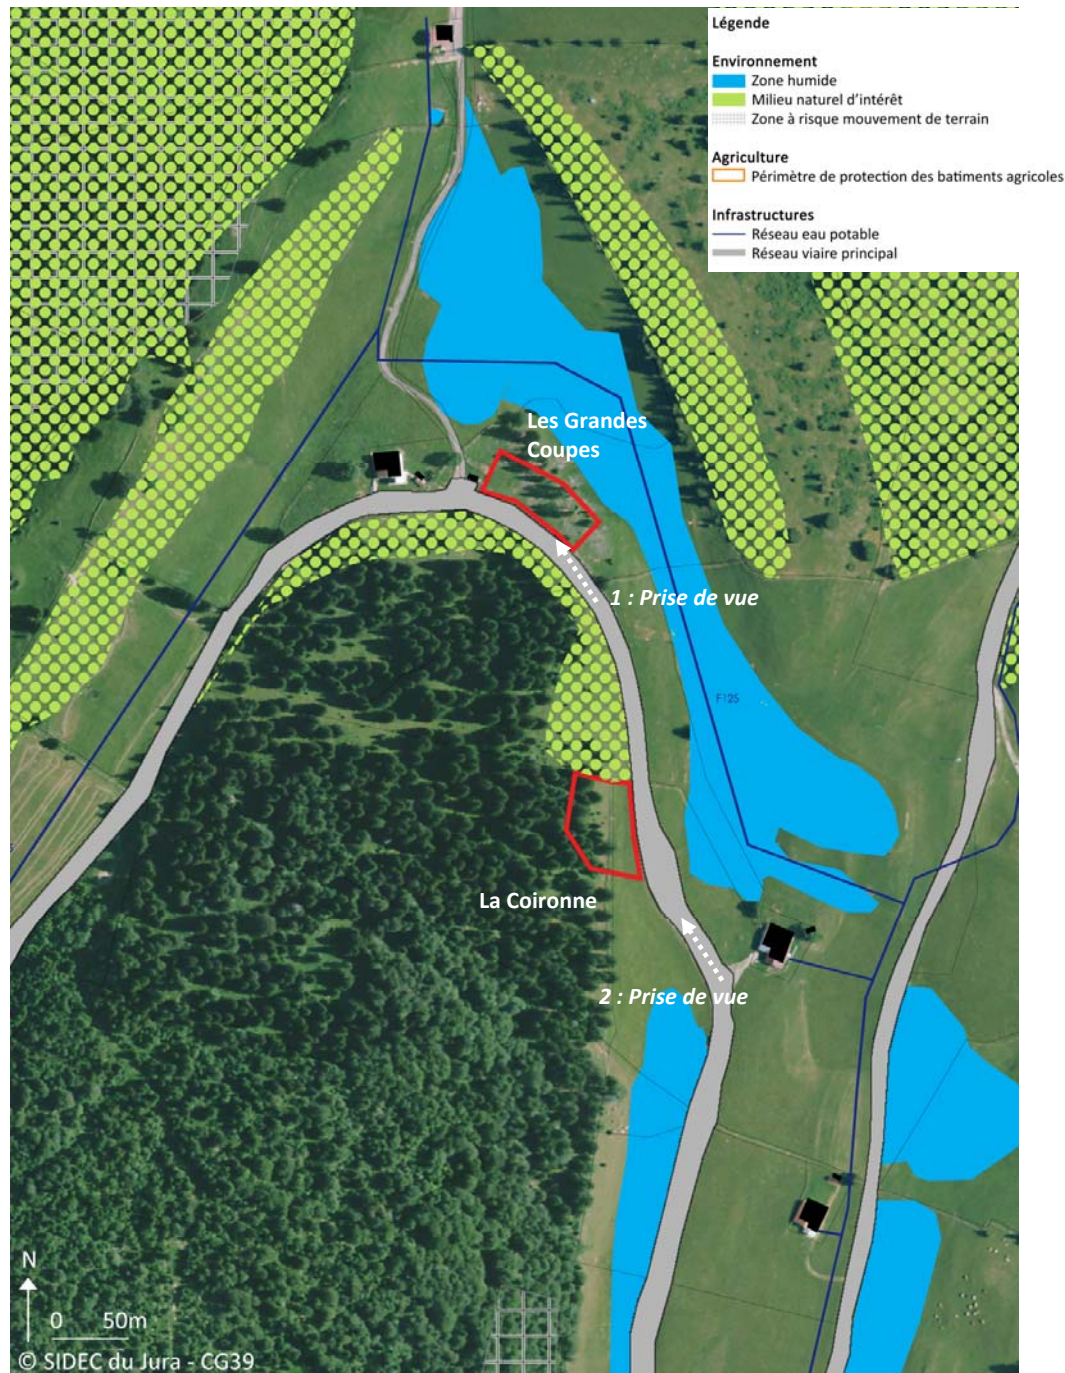 Légende
Environnement
Zone humide
Milieu naturel d'intérêt
Zone à risque mouvement de terrain
Agriculture
Périmètre de protection des batiments agricoles
Infrastructures
Réseau eau potable
Réseau viaire principal
Les Grandes
Coupes
1 : Prise de vue
F125
La Coironne
2 : Prise de vue
N
0 50m
© SIDEC du Jura - CG39